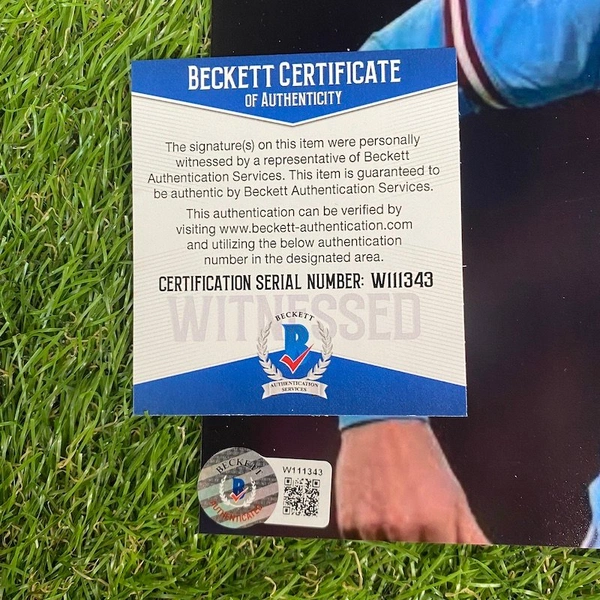 BECKETT CERTIFICATE
OF AUTHENTICITY
The signature(s) on this item were personally
witnessed by a representative of Beckett
Authentication Services. This item is guaranteed to
be authentic by Beckett Authentication Services.
This authentication can be verified by
visiting www.beckett-authentication.com
and utilizing the below authentication
number in the designated area.
CERTIFICATION SERIAL NUMBER: W111343
WITNESSED
BECKETT
B
AUTHENTICATION
SERVICES
BECKETT
B
AUTHENTICATED
W111343